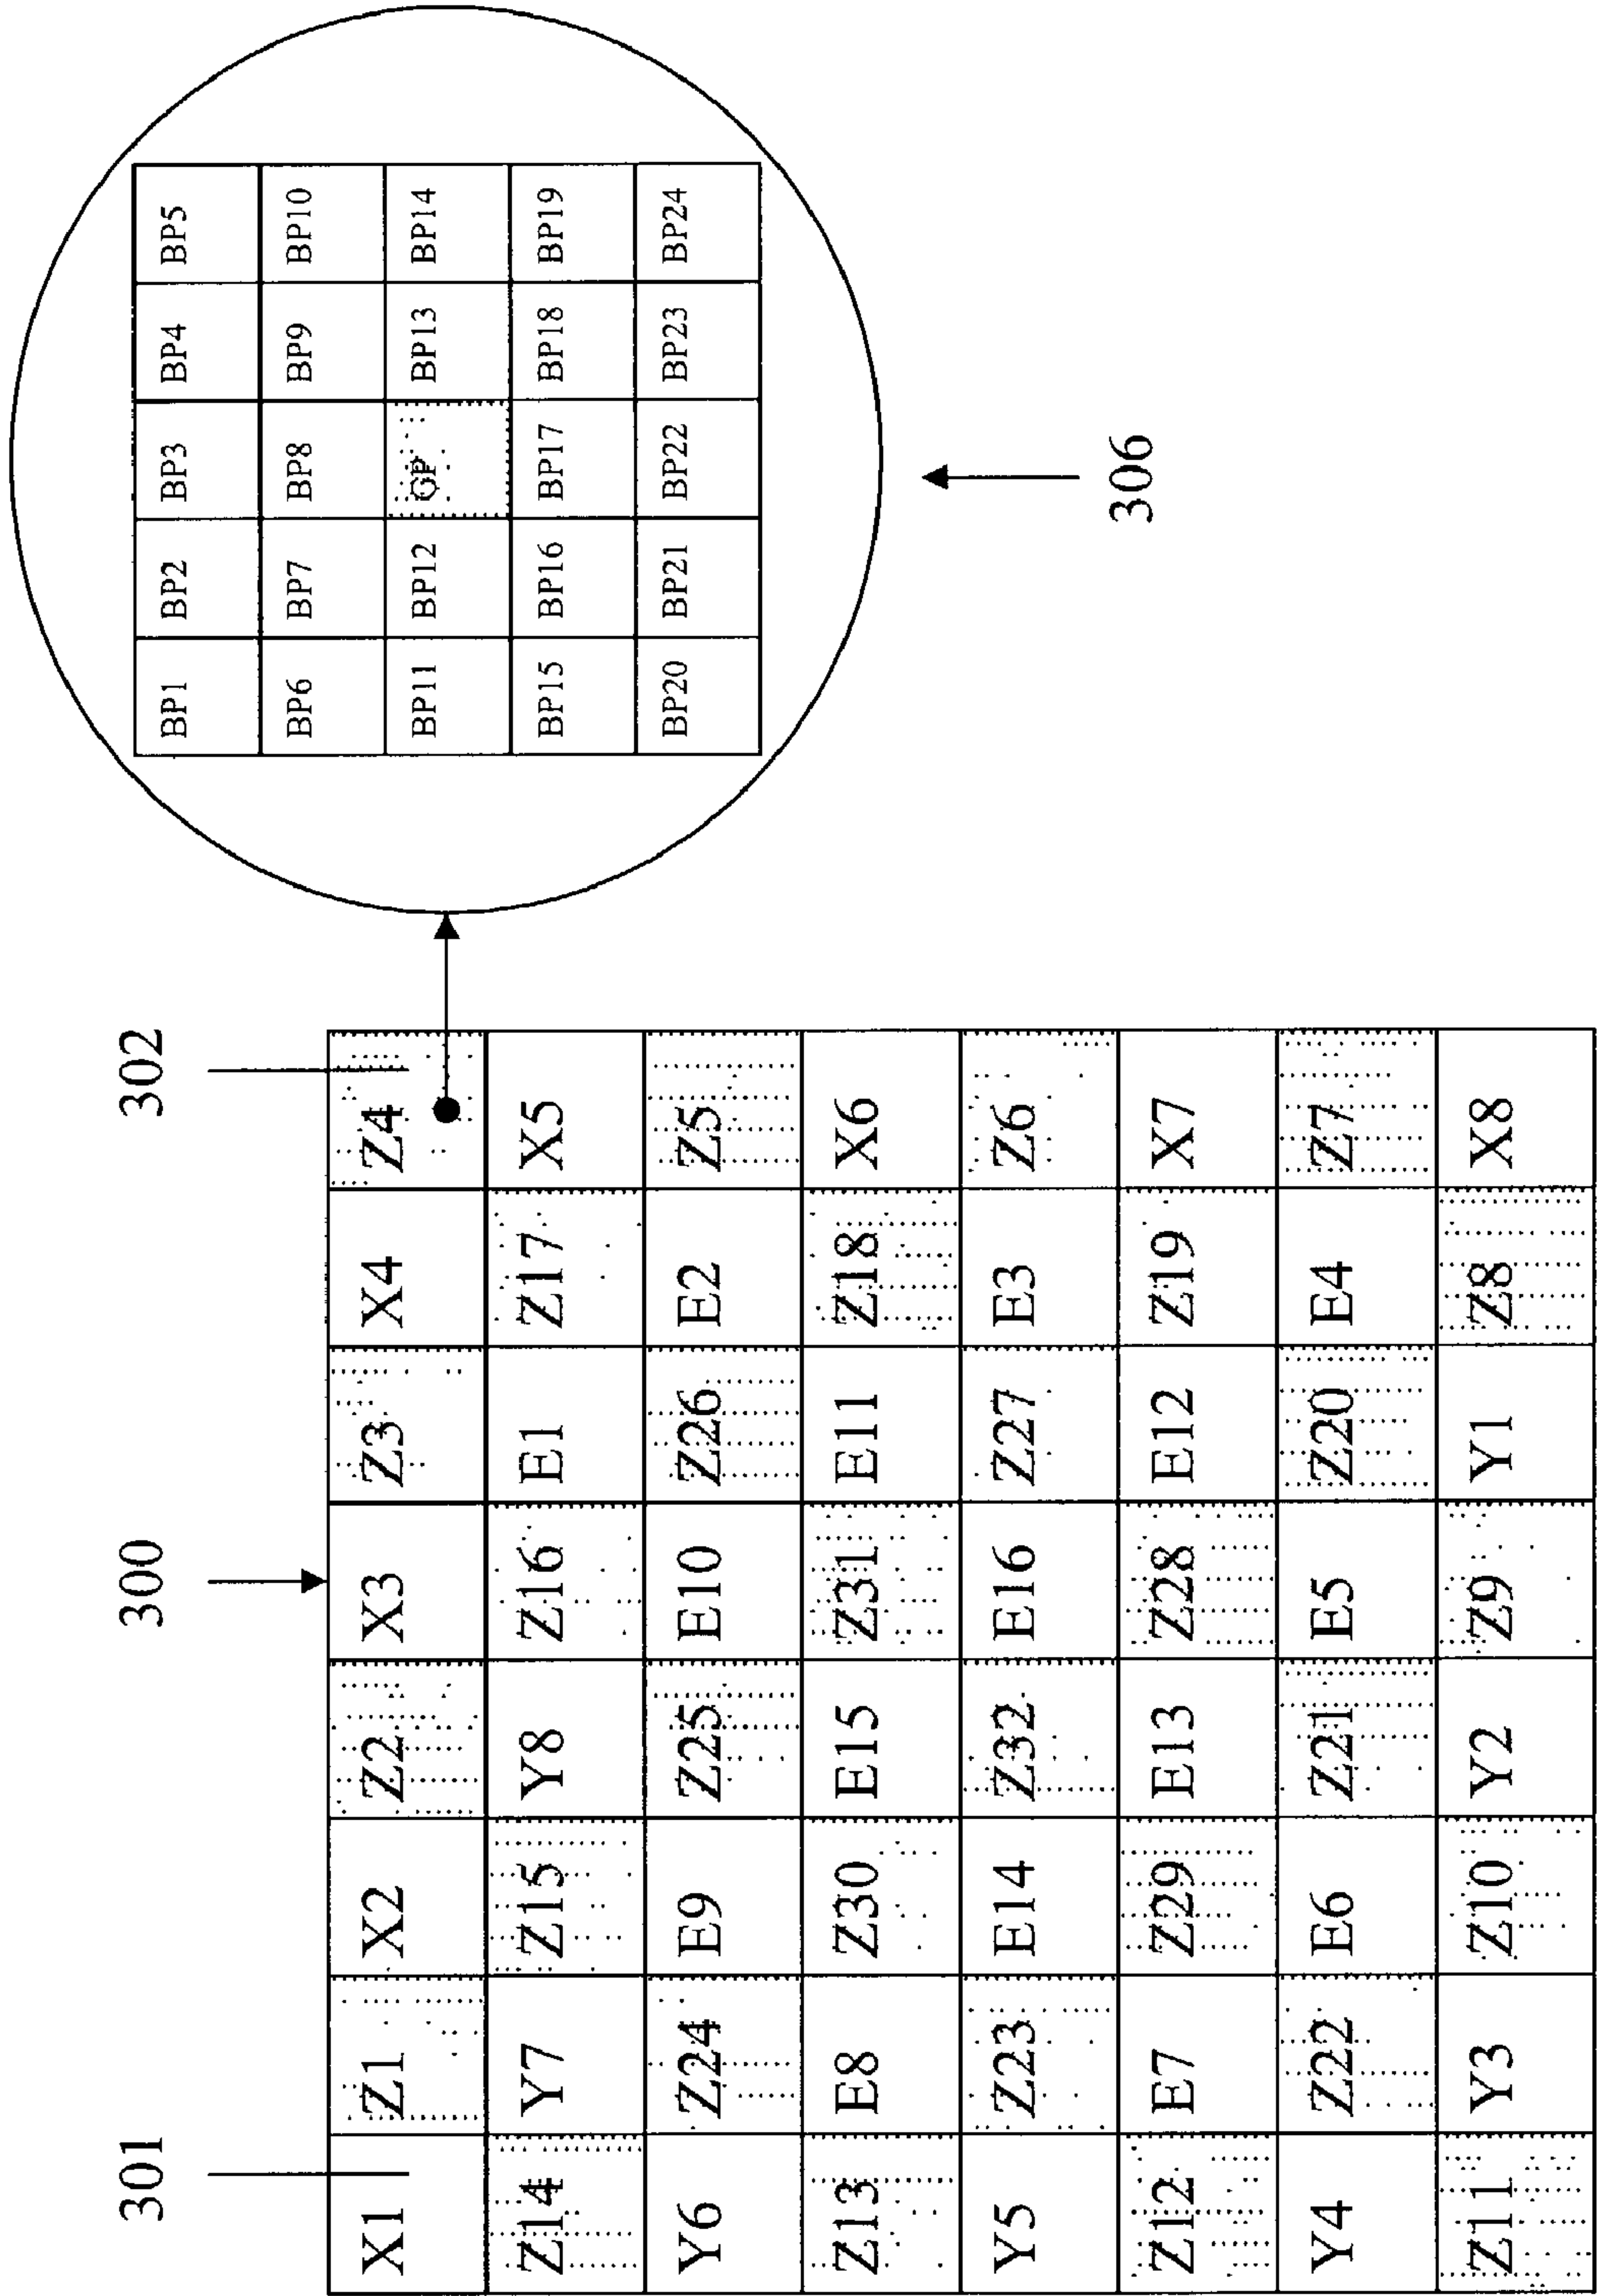 301 300 302
X1 Z1 X2 Z2 X3 Z3 X4 Z4
Z14 Y7 Z15 Y8 Z16 E1 Z17 X5
Y6 Z24 E9 Z25 E10 Z26 E2 Z5
Z13 E8 Z30 E15 Z31 E11 Z18 X6
Y5 Z23 E14 Z32 E16 Z27 E3 Z6
Z12 E7 Z29 E13 Z28 E12 Z19 X7
Y4 Z22 E6 Z21 E5 Z20 E4 Z7
Z11 Y3 Z10 Y2 Z9 Y1 Z8 X8
BP1 BP2 BP3 BP4 BP5
BP6 BP7 BP8 BP9 BP10
BP11 BP12 GP BP13 BP14
BP15 BP16 BP17 BP18 BP19
BP20 BP21 BP22 BP23 BP24
306